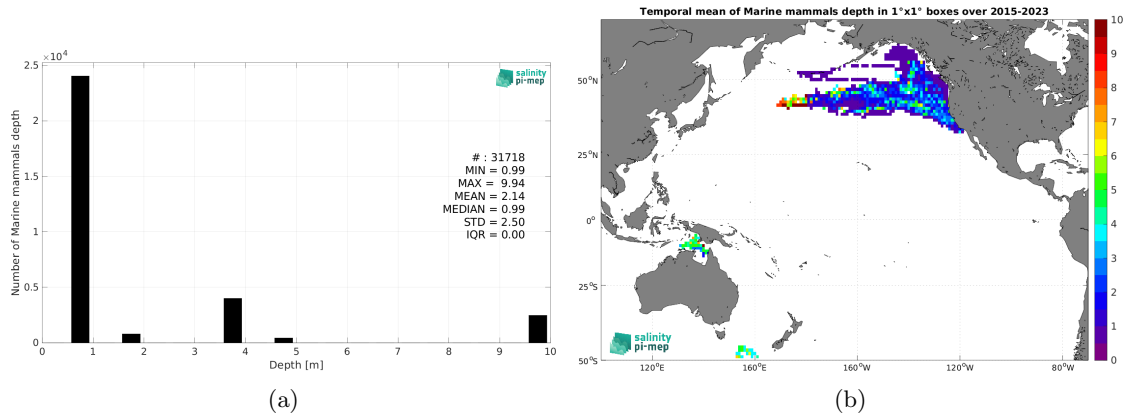 ×10⁴
2.5
2
1.5
1
0.5
0
Number of Marine mammals depth
salinity
pi-mep
# : 31718
MIN = 0.99
MAX = 9.94
MEAN = 2.14
MEDIAN = 0.99
STD = 2.50
IQR = 0.00
0 1 2 3 4 5 6 7 8 9 10
Depth [m]
(a)
Temporal mean of Marine mammals depth in 1°x1° boxes over 2015-2023
50°N
25°N
0°
25°S
50°S
120°E 160°E 160°W 120°W 80°W
salinity
pi-mep
10
9
8
7
6
5
4
3
2
1
0
(b)